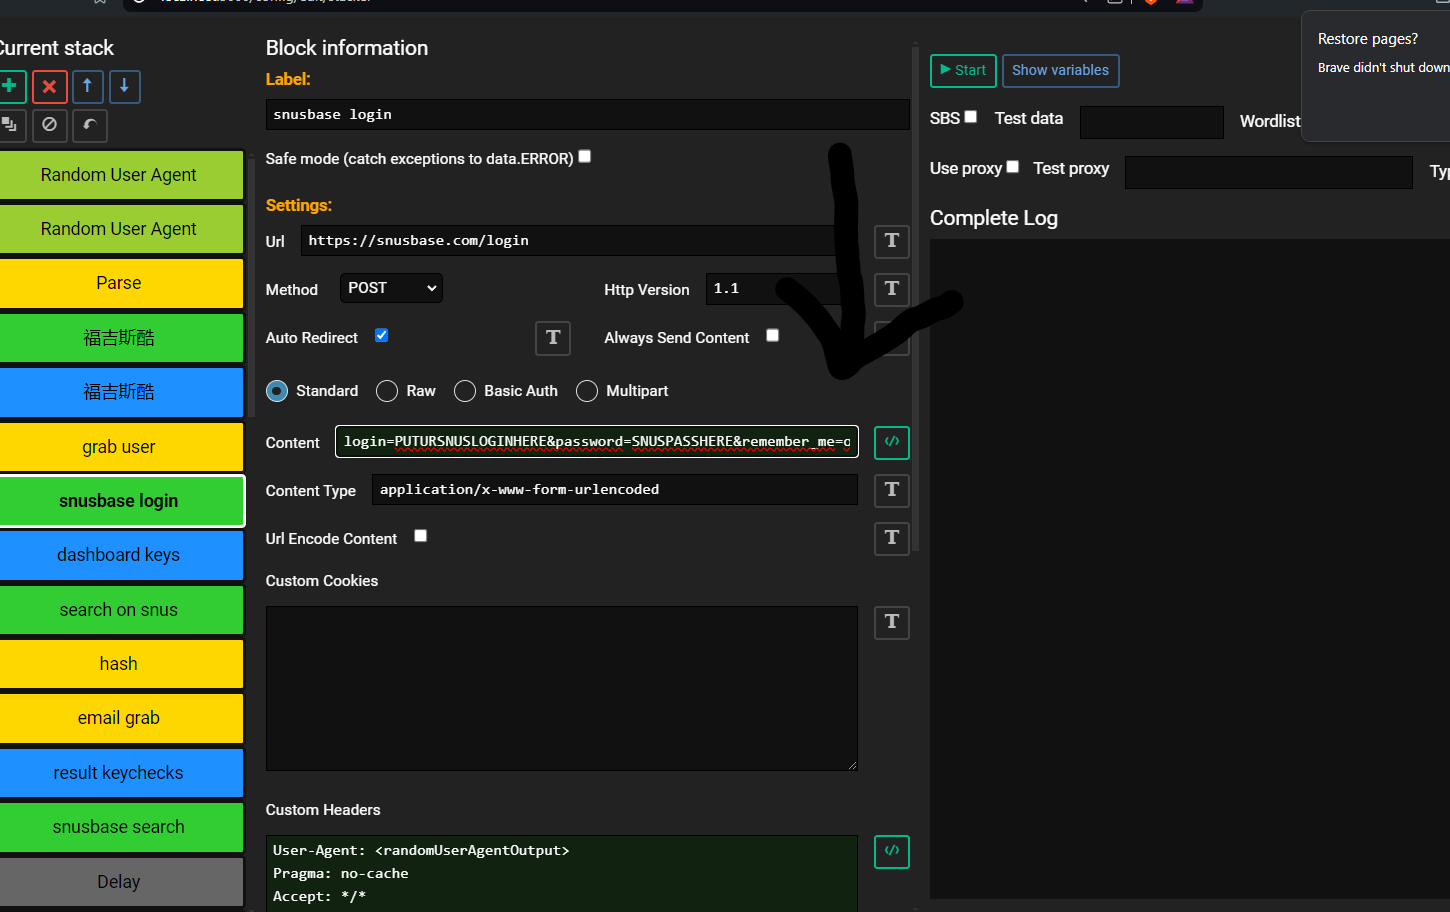 Current stack
Random User Agent
Random User Agent
Parse
福吉斯酷
福吉斯酷
grab user
snusbase login
dashboard keys
search on snus
hash
email grab
result keychecks
snusbase search
Delay
Block information
Label:
snusbase login
Safe mode (catch exceptions to data.ERROR)
Settings:
Url https://snusbase.com/login T
Method POST Http Version 1.1 T
Auto Redirect T Always Send Content
Standard Raw Basic Auth Multipart
Content login=PUTURSNUSLOGINHERE&password=SNUSPASSHERE&remember_me=o </>
Content Type application/x-www-form-urlencoded T
Url Encode Content T
Custom Cookies
T
Custom Headers
User-Agent: <randomUserAgentOutput> </>
Pragma: no-cache
Accept: */*
Start Show variables
SBS Test data Wordlist
Use proxy Test proxy Typ
Complete Log
Restore pages?
Brave didn't shut down